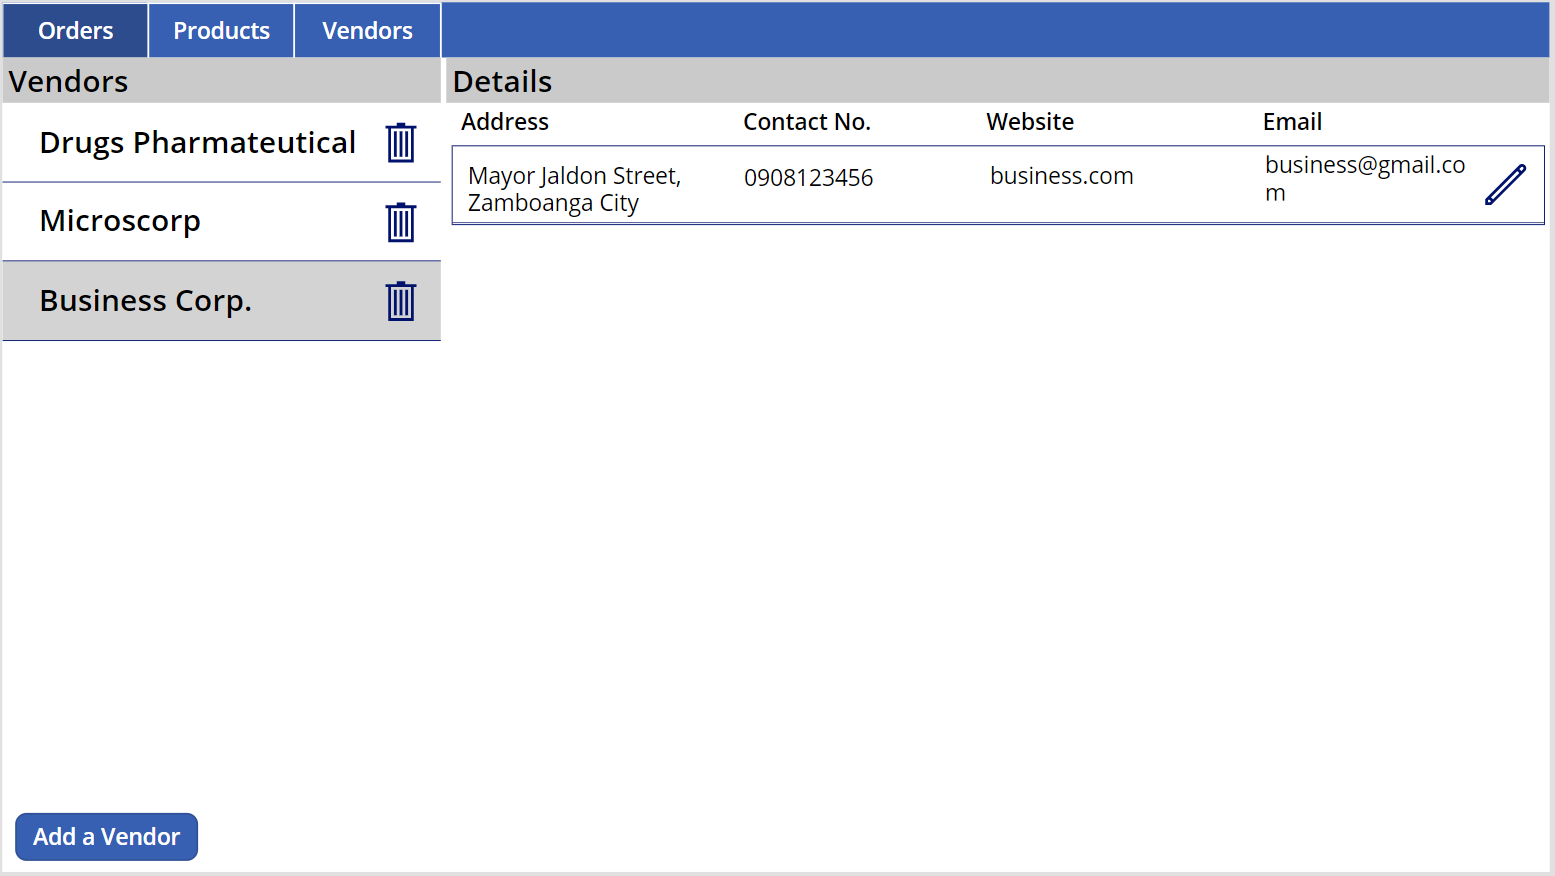 Orders Products Vendors
Vendors
Drugs Pharmateutical
Microscorp
Business Corp.
Add a Vendor
Details
Address Contact No. Website Email
Mayor Jaldon Street,
Zamboanga City
0908123456
business.com
business@gmail.co
m